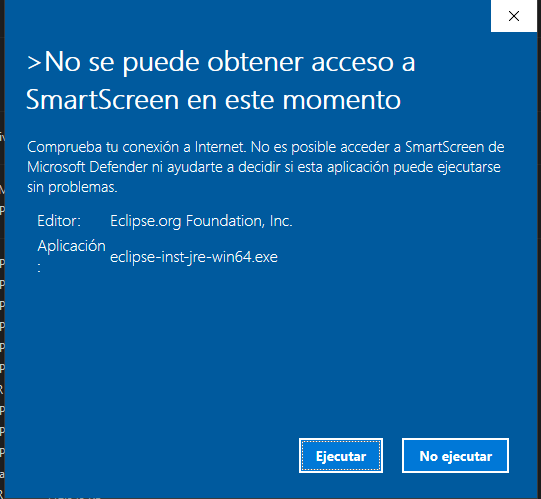 >No se puede obtener acceso a
SmartScreen en este momento
Comprueba tu conexión a Internet. No es posible acceder a SmartScreen de
Microsoft Defender ni ayudarte a decidir si esta aplicación puede ejecutarse
sin problemas.
Editor: Eclipse.org Foundation, Inc.
Aplicación
: eclipse-inst-jre-win64.exe
Ejecutar No ejecutar